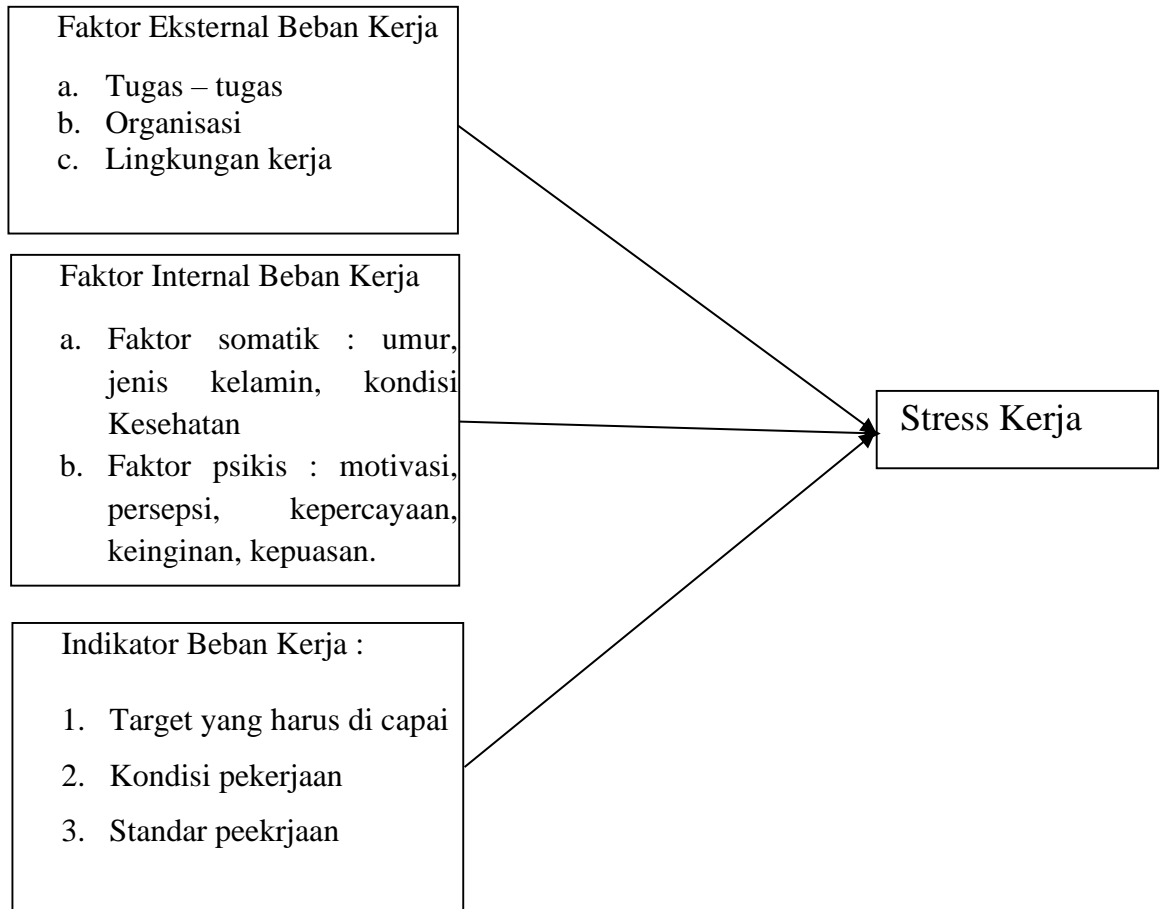 Faktor Eksternal Beban Kerja
a. Tugas – tugas
b. Organisasi
c. Lingkungan kerja
Faktor Internal Beban Kerja
a. Faktor somatik : umur,
jenis kelamin, kondisi
Kesehatan
b. Faktor psikis : motivasi,
persepsi, kepercayaan,
keinginan, kepuasan.
Indikator Beban Kerja :
1. Target yang harus di capai
2. Kondisi pekerjaan
3. Standar peekrjaan
Stress Kerja